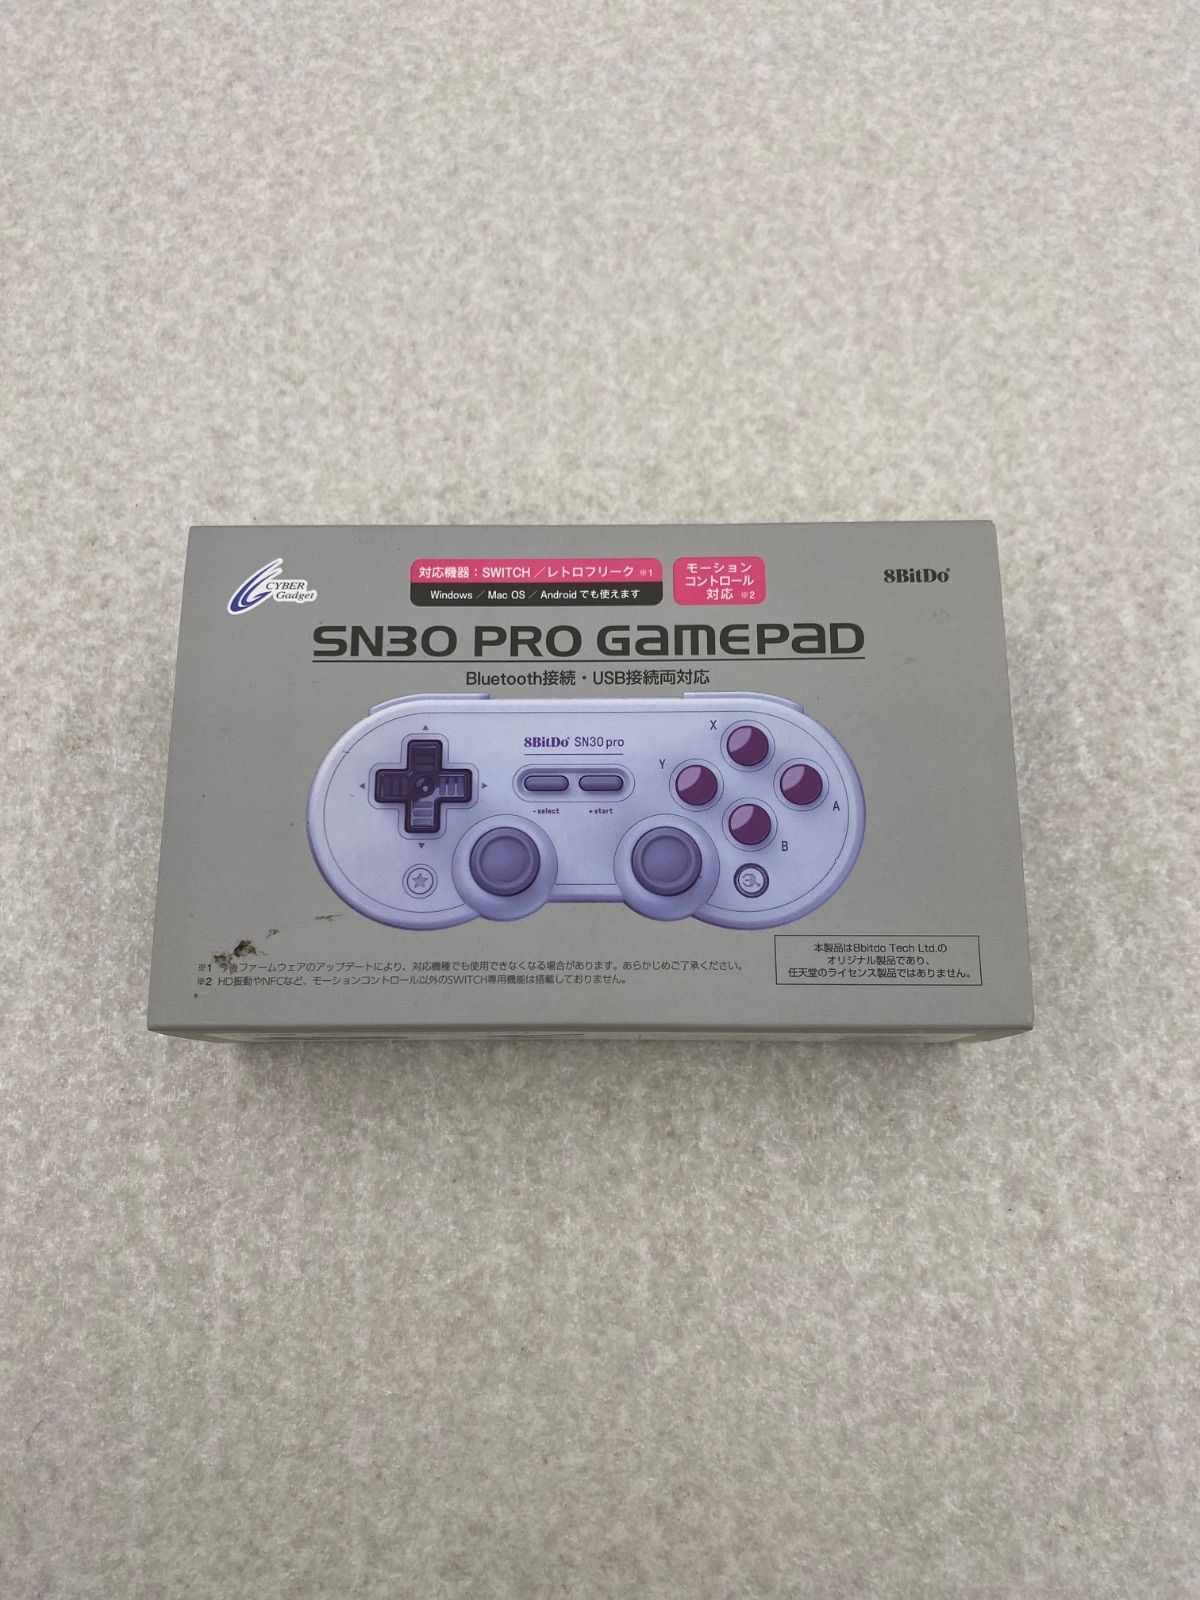 CYBER
Gadget
対応機器：SWITCH／レトロフリーク ※1
Windows ／ Mac OS ／ Android でも使えます
モーション
コントロール
対応 ※2
8BitDo
SN30 PRO GAMEPAD
Bluetooth接続・USB接続両対応
8BitDo SN30 pro
- select
+ start
X
Y
A
B
※1 今後ファームウェアのアップデートにより、対応機種でも使用できなくなる場合があります。あらかじめご了承ください。
※2 HD振動やNFCなど、モーションコントロール以外のSWITCH専用機能は搭載しておりません。
本製品は8bitdo Tech Ltd.の
オリジナル製品であり、
任天堂のライセンス製品ではありません。